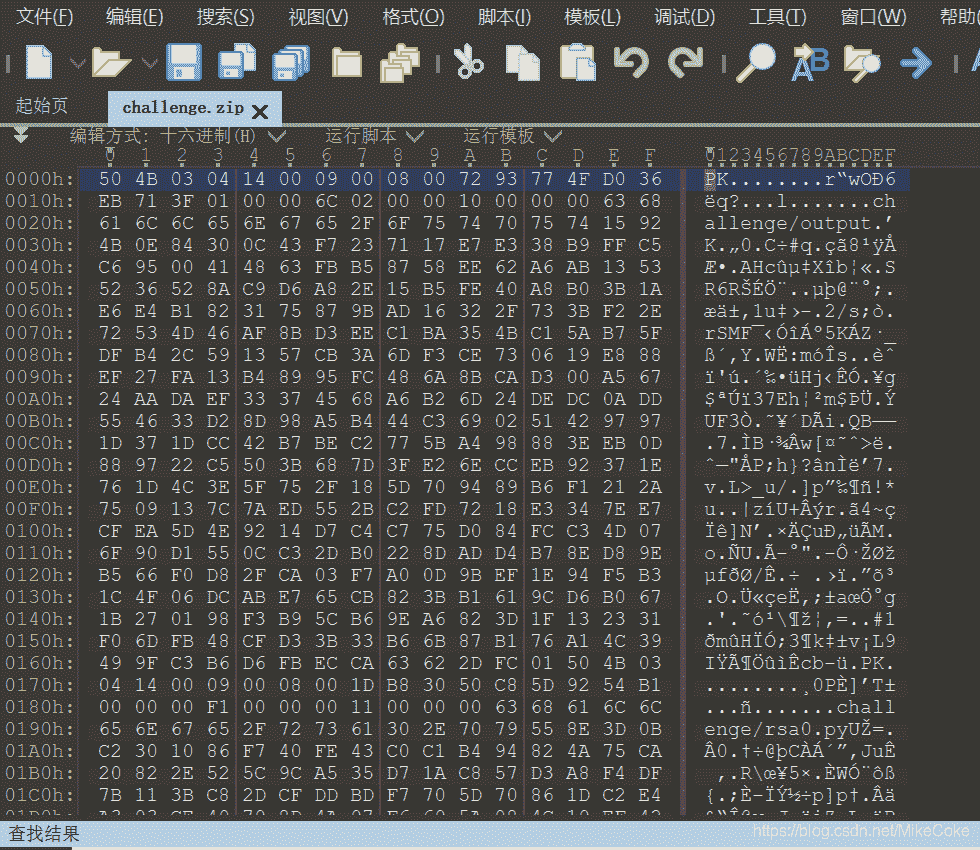 文件(F) 编辑(E) 搜索(S) 视图(V) 格式(O) 脚本(I) 模板(L) 调试(D) 工具(T) 窗口(W) 帮助(
起始页 challenge.zip
编辑方式: 十六进制(H) 运行脚本 运行模板
0 1 2 3 4 5 6 7 8 9 A B C D E F 0123456789ABCDEF
0000h: 50 4B 03 04 14 00 09 00 08 00 72 93 77 4F D0 36 PK........r“wOÐ6
0010h: EB 71 3F 01 00 00 6C 02 00 00 10 00 00 00 63 68 ëq?...l.......ch
0020h: 61 6C 6C 65 6E 67 65 2F 6F 75 74 70 75 74 15 92 allenge/output.’
0030h: 4B 0E 84 30 0C 43 F7 23 71 17 E7 E3 38 B9 FF C5 K.„0.C÷#q.çã8¹ÿÅ
0040h: C6 95 00 41 48 63 FB B5 87 58 EE 62 A6 AB 13 53 Æ•.AHcûµ‡Xîb¦«.S
0050h: 52 36 52 8A C9 D6 A8 2E 15 B5 FE 40 A8 B0 3B 1A R6RŠÉÖ¨..µþ@¨°;.
0060h: E6 E4 B1 82 31 75 87 9B AD 16 32 2F 73 3B F2 2E æä±‚1u‡›-.2/s;ò.
0070h: 72 53 4D 46 AF 8B D3 EE C1 BA 35 4B C1 5A B7 5F rSMF¯‹ÓîÁº5KÁZ·_
0080h: DF B4 2C 59 13 57 CB 3A 6D F3 CE 73 06 19 E8 88 ß´,Y.WË:móÎs..èˆ
0090h: EF 27 FA 13 B4 89 95 FC 48 6A 8B CA D3 00 A5 67 ï'ú.´‰•üHj‹ÊÓ.¥g
00A0h: 24 AA DA EF 33 37 45 68 A6 B2 6D 24 DE DC 0A DD $ªÚï37Eh¦²m$ÞÜ.Ý
00B0h: 55 46 33 D2 8D 98 A5 B4 44 C3 69 02 51 42 97 97 UF3Ò.˜¥´DÃi.QB——
00C0h: 1D 37 1D CC 42 B7 BE C2 77 5B A4 98 88 3E EB 0D .7.ÌB·¾Âw[¤˜ˆ>ë.
00D0h: 88 97 22 C5 50 3B 68 7D 3F E2 6E CC EB 92 37 1E ˆ—"ÅP;h}?ânÌë’7.
00E0h: 76 1D 4C 3E 5F 75 2F 18 5D 70 94 89 B6 F1 21 2A v.L>_u/.]p”‰¶ñ!*
00F0h: 75 09 13 7C 7A ED 55 2B C2 FD 72 18 E3 34 7E E7 u..|zíU+Âýr.ã4~ç
0100h: CF EA 5D 4E 92 14 D7 C4 C7 75 D0 84 FC C3 4D 07 Ïê]N’.×ÄÇuÐ„üÃM.
0110h: 6F 90 D1 55 0C C3 2D B0 22 8D AD D4 B7 8E D8 9E o.ÑU.Ã-°".-Ô·ŽØž
0120h: B5 66 F0 D8 2F CA 03 F7 A0 0D 9B EF 1E 94 F5 B3 µfðØ/Ê.÷ .›ï.”õ³
0130h: 1C 4F 06 DC AB E7 65 CB 82 3B B1 61 9C D6 B0 67 .O.Ü«çeË‚;±aœÖ°g
0140h: 1B 27 01 98 F3 B9 5C B6 9E A6 82 3D 1F 13 23 31 .'.˜ó¹\¶ž¦‚=..#1
0150h: F0 6D FB 48 CF D3 3B 33 B6 6B 87 B1 76 A1 4C 39 ðmûHÏÓ;3¶k‡±v¡L9
0160h: 49 9F C3 B6 D6 FB EC CA 63 62 2D FC 01 50 4B 03 IŸÃ¶ÖûìÊcb-ü.PK.
0170h: 04 14 00 09 00 08 00 1D B8 30 50 C8 5D 92 54 B1 ........¸0PÈ]’T±
0180h: 00 00 00 F1 00 00 00 11 00 00 00 63 68 61 6C 6C ...ñ.......chall
0190h: 65 6E 67 65 2F 72 73 61 30 2E 70 79 55 8E 3D 0B enge/rsa0.pyUŽ=.
01A0h: C2 30 10 86 F7 40 FE 43 C0 C1 B4 94 82 4A 75 CA Â0.†÷@þCÀÁ´”‚JuÊ
01B0h: 20 82 2E 52 5C 9C A5 35 D7 1A C8 57 D3 A8 F4 DF ‚.R\œ¥5×.ÈWÓ¨ôß
01C0h: 7B 11 3B C8 2D CF DD BD F7 70 5D 70 86 1D C2 E4 {.;È-ÏÝ½÷p]p†.Âä
查找结果
https://blog.csdn.net/MikeCoke